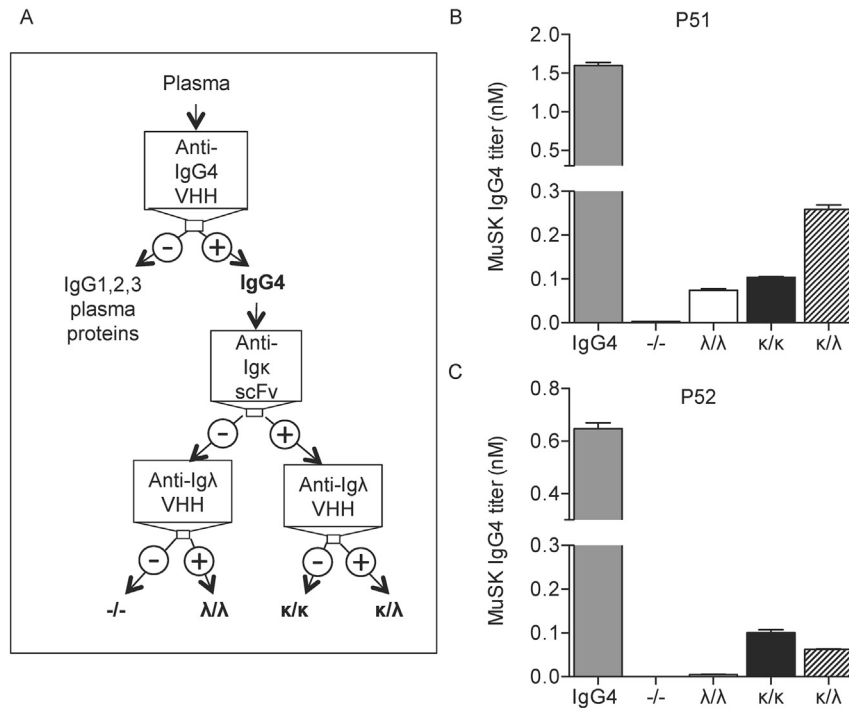 A
Plasma
Anti-
IgG4
VHH
-
+
IgG1,2,3
plasma
proteins
IgG4
Anti-
Igκ
scFv
-
+
Anti-Igλ
VHH
Anti-Igλ
VHH
-
+
-
+
-/-
λ/λ
κ/κ
κ/λ
B
P51
MuSK IgG4 titer (nM)
2.0
1.5
1.0
0.5
0.3
0.2
0.1
0.0
IgG4
-/-
λ/λ
κ/κ
κ/λ
C
P52
MuSK IgG4 titer (nM)
0.8
0.6
0.4
0.3
0.2
0.1
0.0
IgG4
-/-
λ/λ
κ/κ
κ/λ